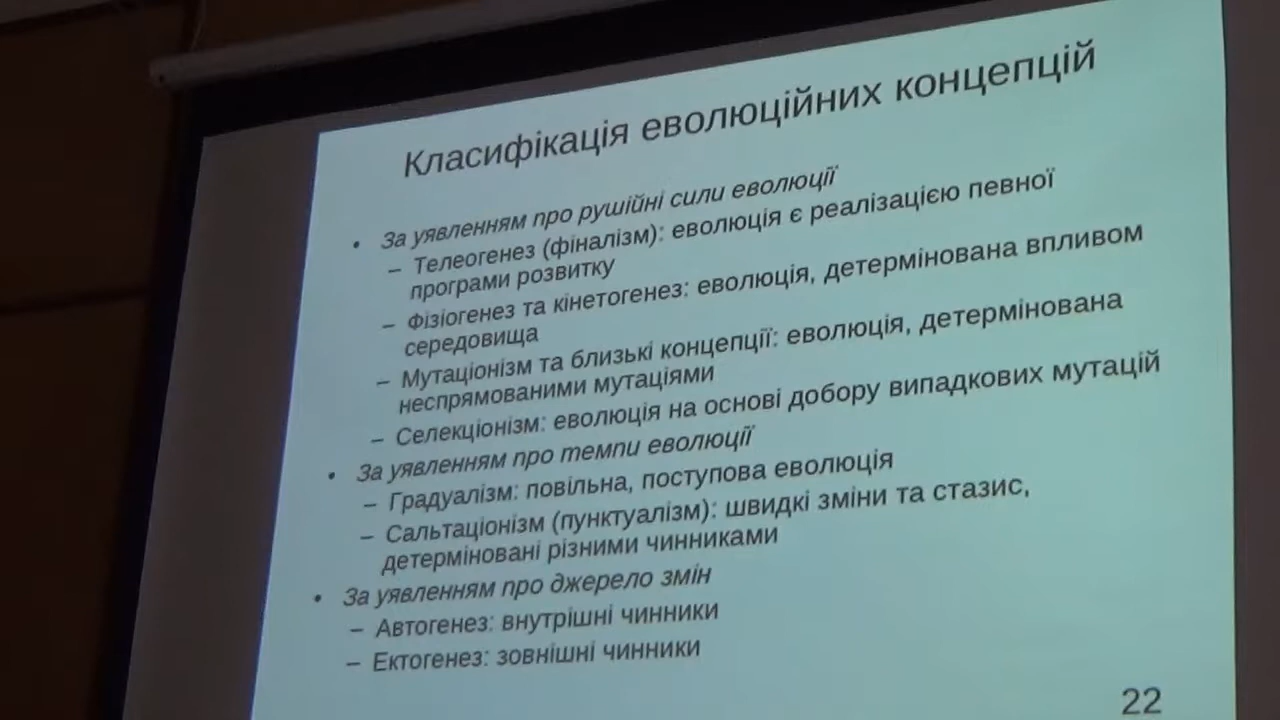 Класифікація еволюційних концепцій
• За уявленням про рушійні сили еволюції
– Телеогенез (фіналізм): еволюція є реалізацією певної
програми розвитку
– Фізіогенез та кінетогенез: еволюція, детермінована впливом
середовища
– Мутаціонізм та близькі концепції: еволюція, детермінована
неспрямованими мутаціями
– Селекціонізм: еволюція на основі добору випадкових мутацій
• За уявленням про темпи еволюції
– Градуалізм: повільна, поступова еволюція
– Сальтаціонізм (пунктуалізм): швидкі зміни та стазис,
детерміновані різними чинниками
• За уявленням про джерело змін
– Автогенез: внутрішні чинники
– Ектогенез: зовнішні чинники
22